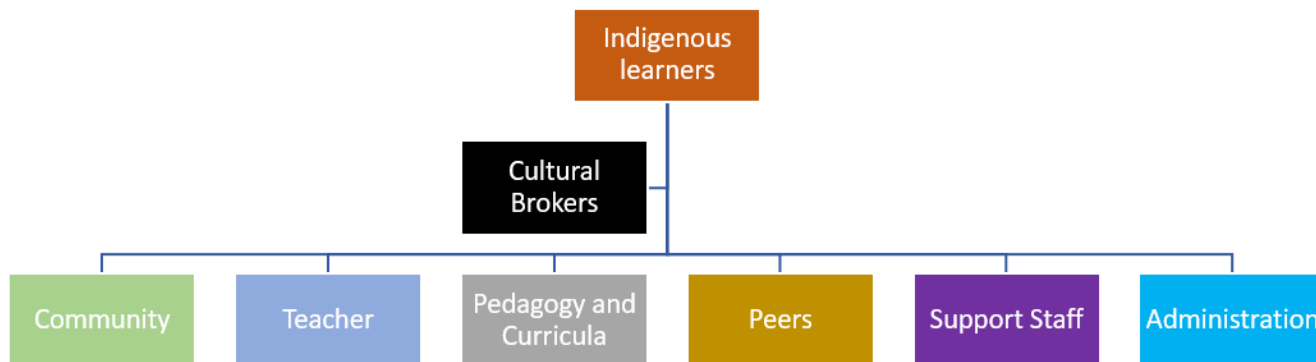 Indigenous
learners
Cultural
Brokers
Community
Teacher
Pedagogy and
Curricula
Peers
Support Staff
Administration